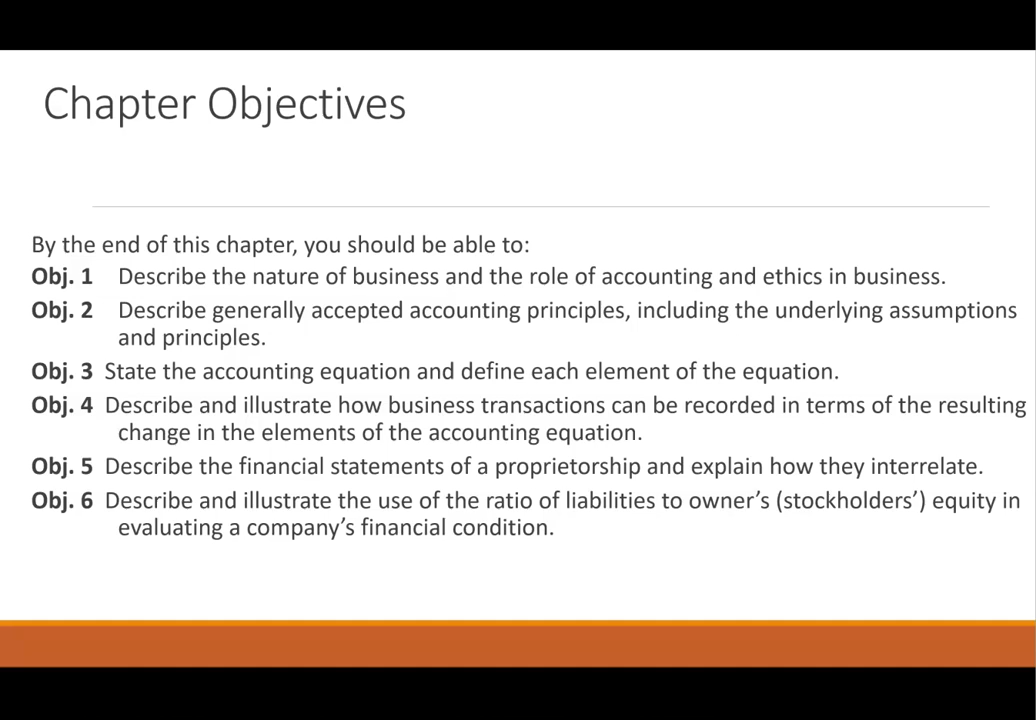 Chapter Objectives
By the end of this chapter, you should be able to:
Obj. 1 Describe the nature of business and the role of accounting and ethics in business.
Obj. 2 Describe generally accepted accounting principles, including the underlying assumptions
and principles.
Obj. 3 State the accounting equation and define each element of the equation.
Obj. 4 Describe and illustrate how business transactions can be recorded in terms of the resulting
change in the elements of the accounting equation.
Obj. 5 Describe the financial statements of a proprietorship and explain how they interrelate.
Obj. 6 Describe and illustrate the use of the ratio of liabilities to owner’s (stockholders’) equity in
evaluating a company’s financial condition.